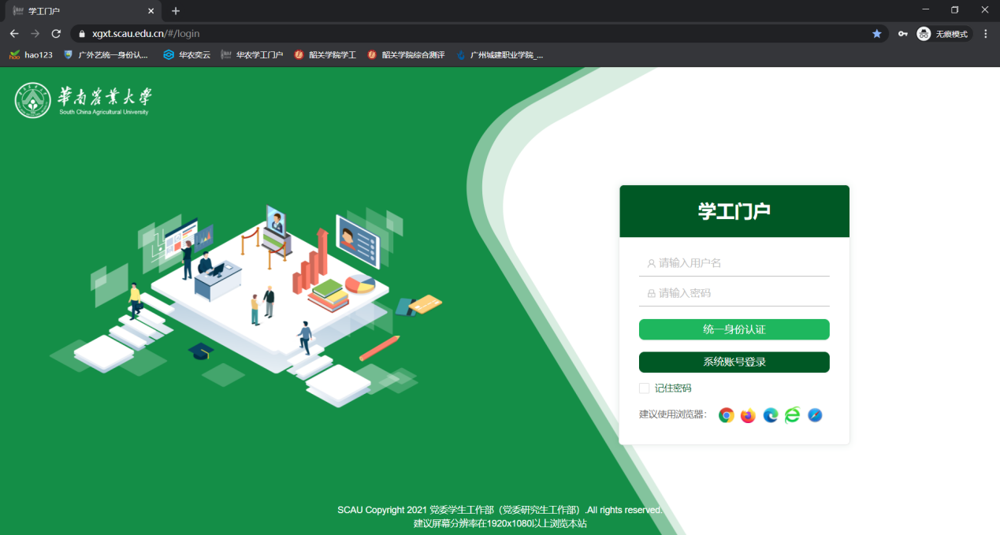 学工门户
xgxt.scau.edu.cn/#/login
无痕模式
hao123
广外艺统一身份认...
华农奕云
华农学工门户
韶关学院学工
韶关学院综合测评
广州城建职业学院_...
華南农业大学
South China Agricultural University
学工门户
请输入用户名
请输入密码
统一身份认证
系统账号登录
记住密码
建议使用浏览器：
SCAU Copyright 2021 党委学生工作部（党委研究生工作部）.All rights reserved.
建议屏幕分辨率在1920x1080以上浏览本站